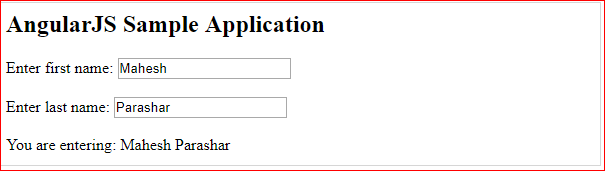 AngularJS Sample Application
Enter first name: Mahesh
Enter last name: Parashar
You are entering: Mahesh Parashar